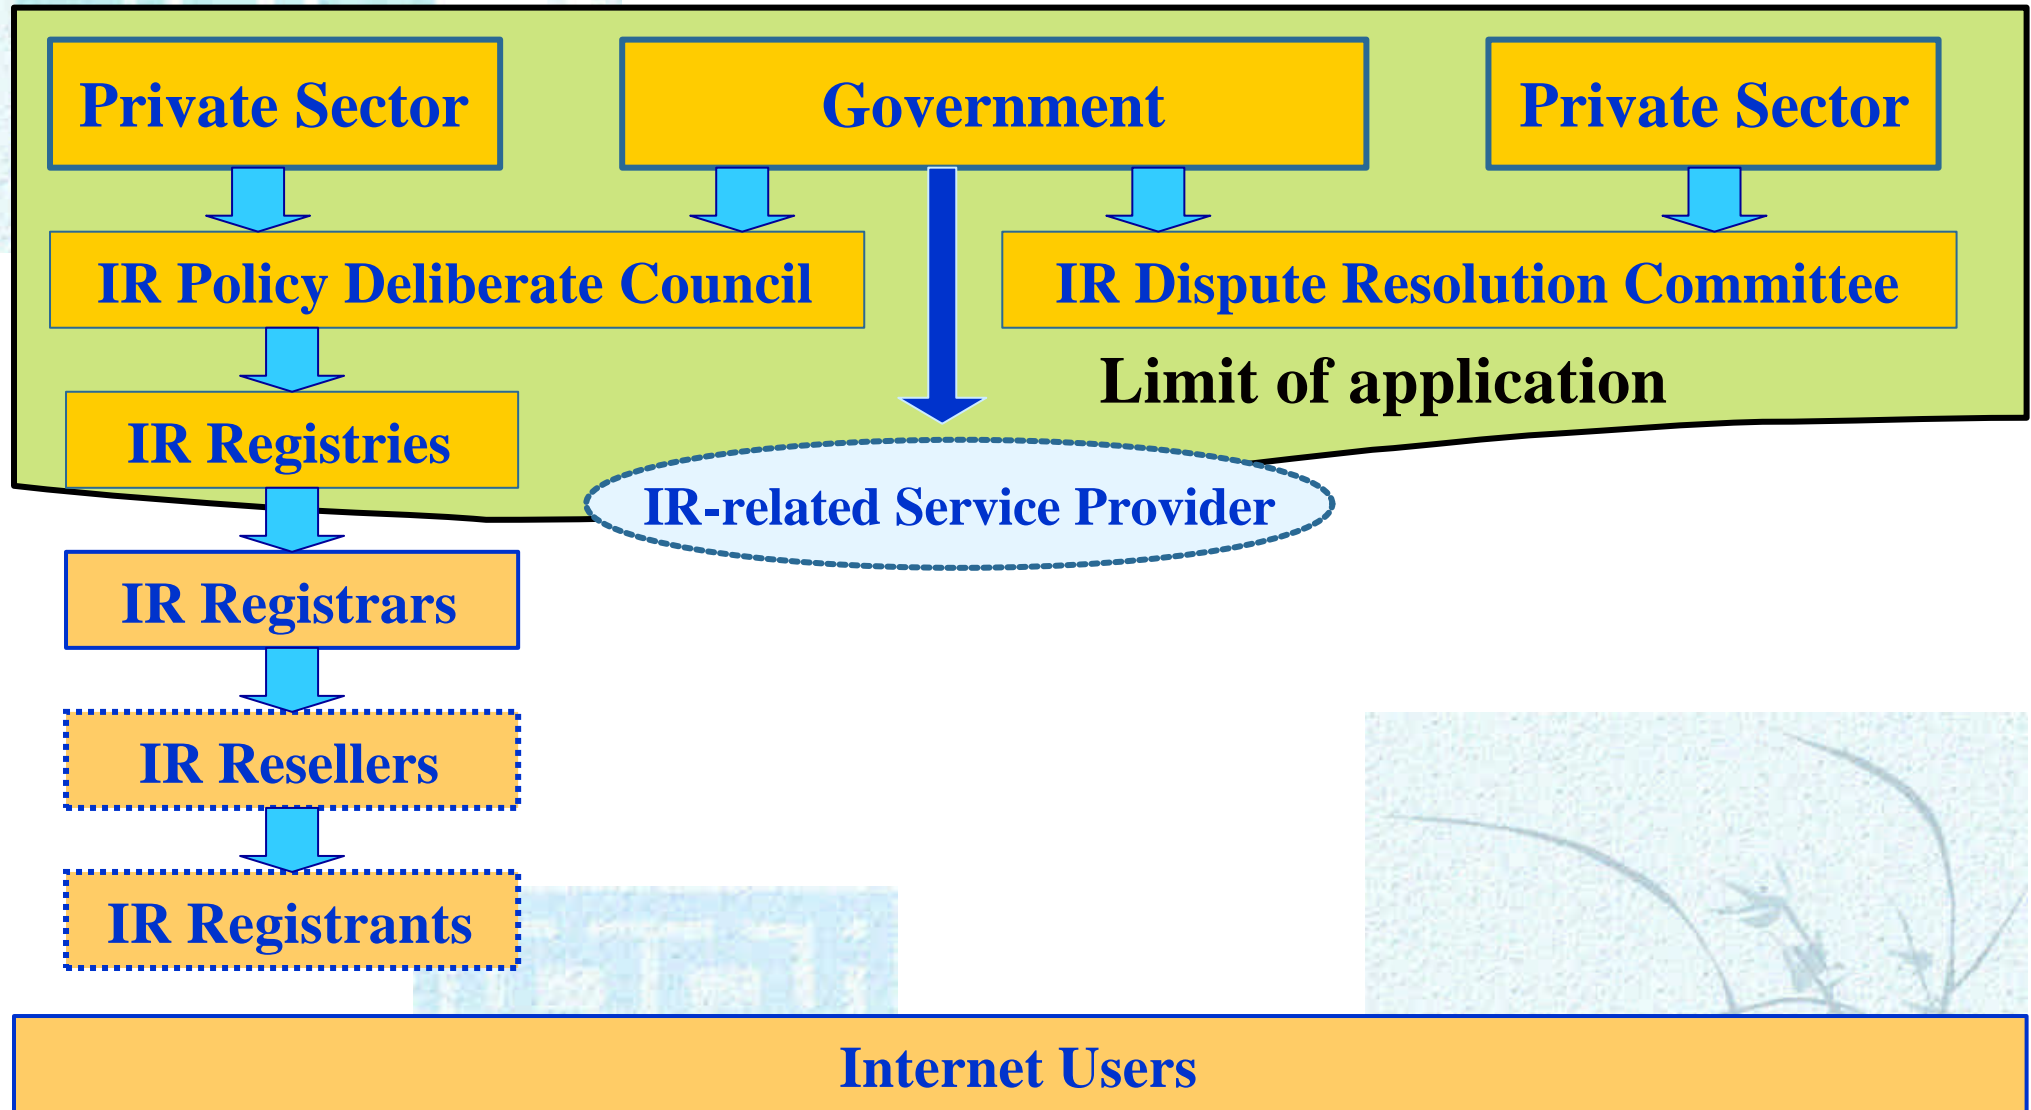 Private Sector
Government
Private Sector
IR Policy Deliberate Council
IR Dispute Resolution Committee
Limit of application
IR Registries
IR-related Service Provider
IR Registrars
IR Resellers
IR Registrants
Internet Users